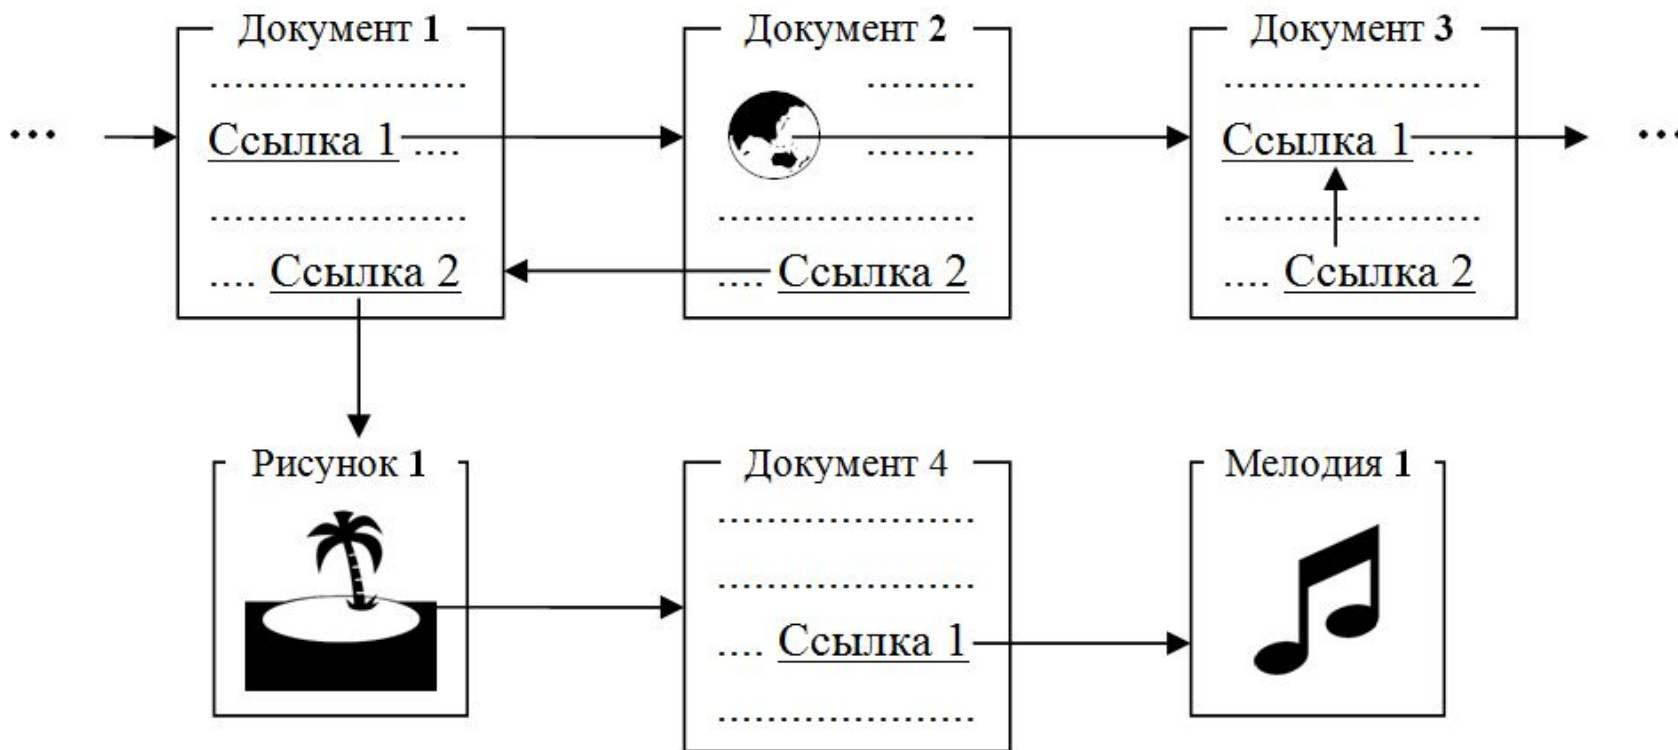 Документ 1
Документ 2
Документ 3
... Ссылка 1 .... Ссылка 1 .... ...
.... Ссылка 2
.... Ссылка 2
.... Ссылка 2
Рисунок 1
Документ 4
Мелодия 1
.... Ссылка 1